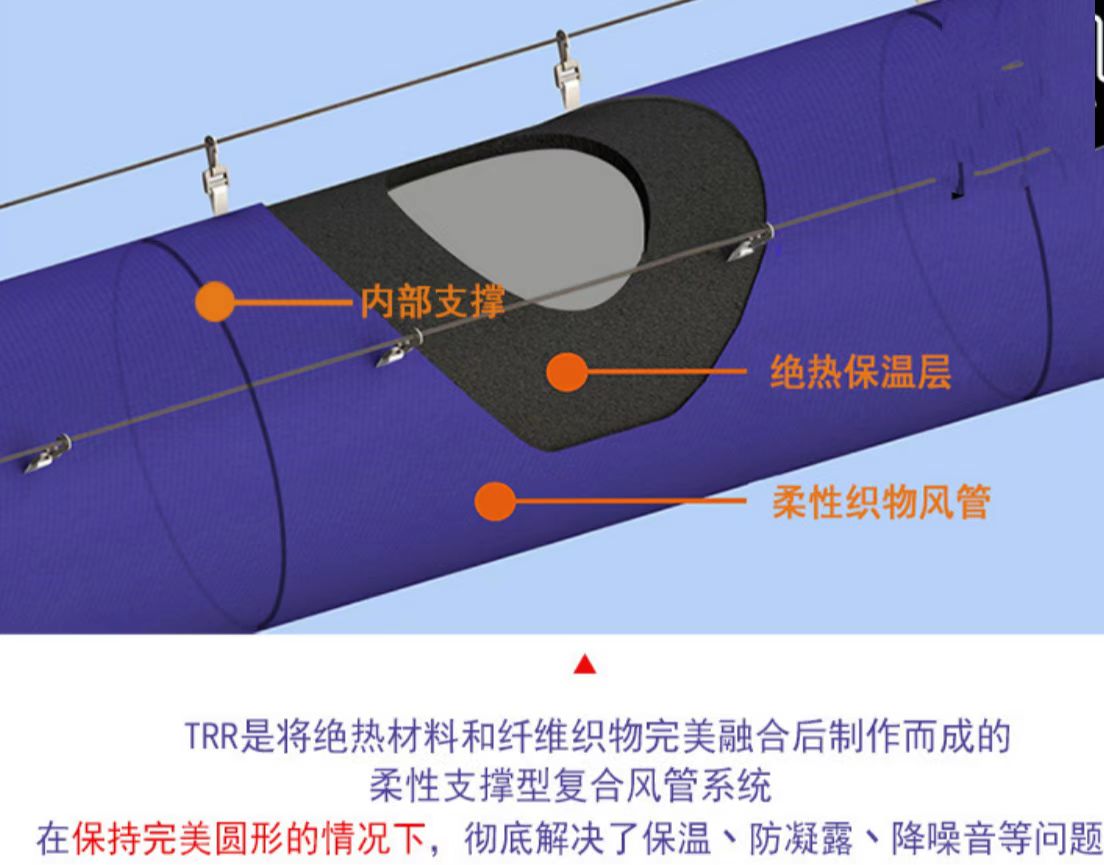 内部支撑
绝热保温层
柔性织物风管
TRR是将绝热材料和纤维织物完美融合后制作而成的
柔性支撑型复合风管系统
在保持完美圆形的情况下，彻底解决了保温、防凝露、降噪音等问题